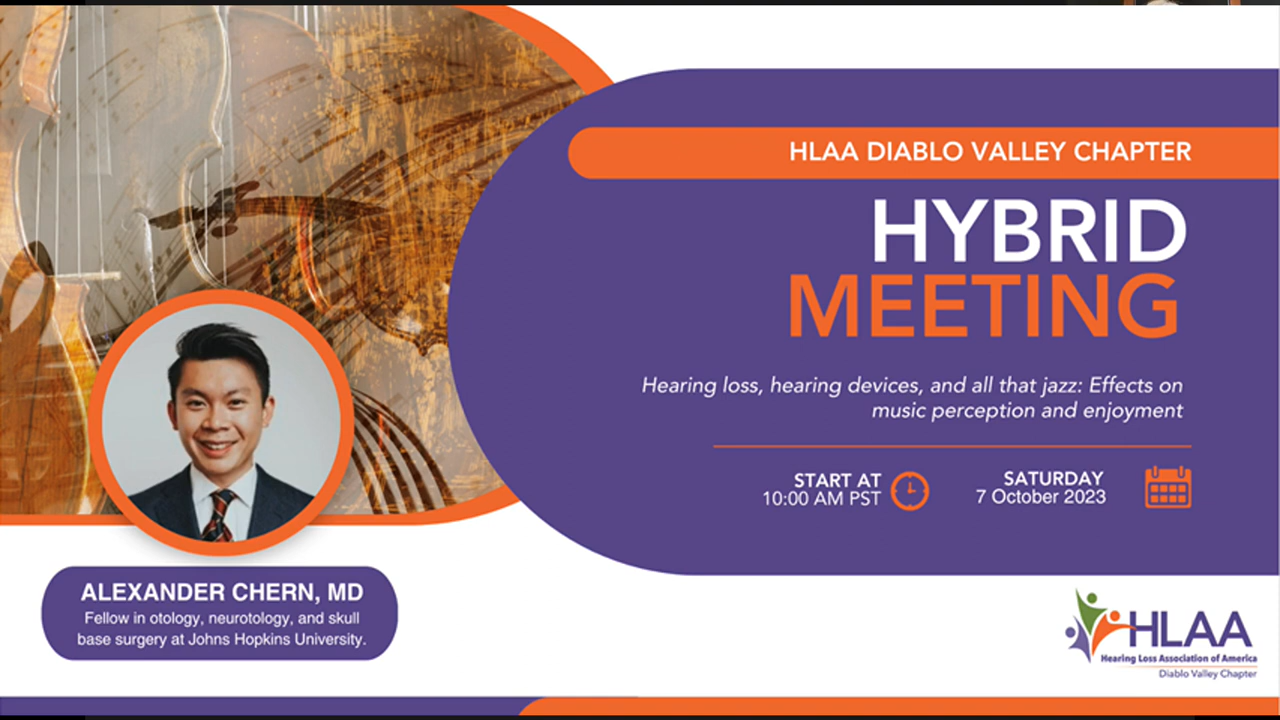 HLAA DIABLO VALLEY CHAPTER
HYBRID
MEETING
Hearing loss, hearing devices, and all that jazz: Effects on
music perception and enjoyment
START AT
10:00 AM PST
SATURDAY
7 October 2023
ALEXANDER CHERN, MD
Fellow in otology, neurotology, and skull
base surgery at Johns Hopkins University.
HLAA
Hearing Loss Association of America
Diablo Valley Chapter